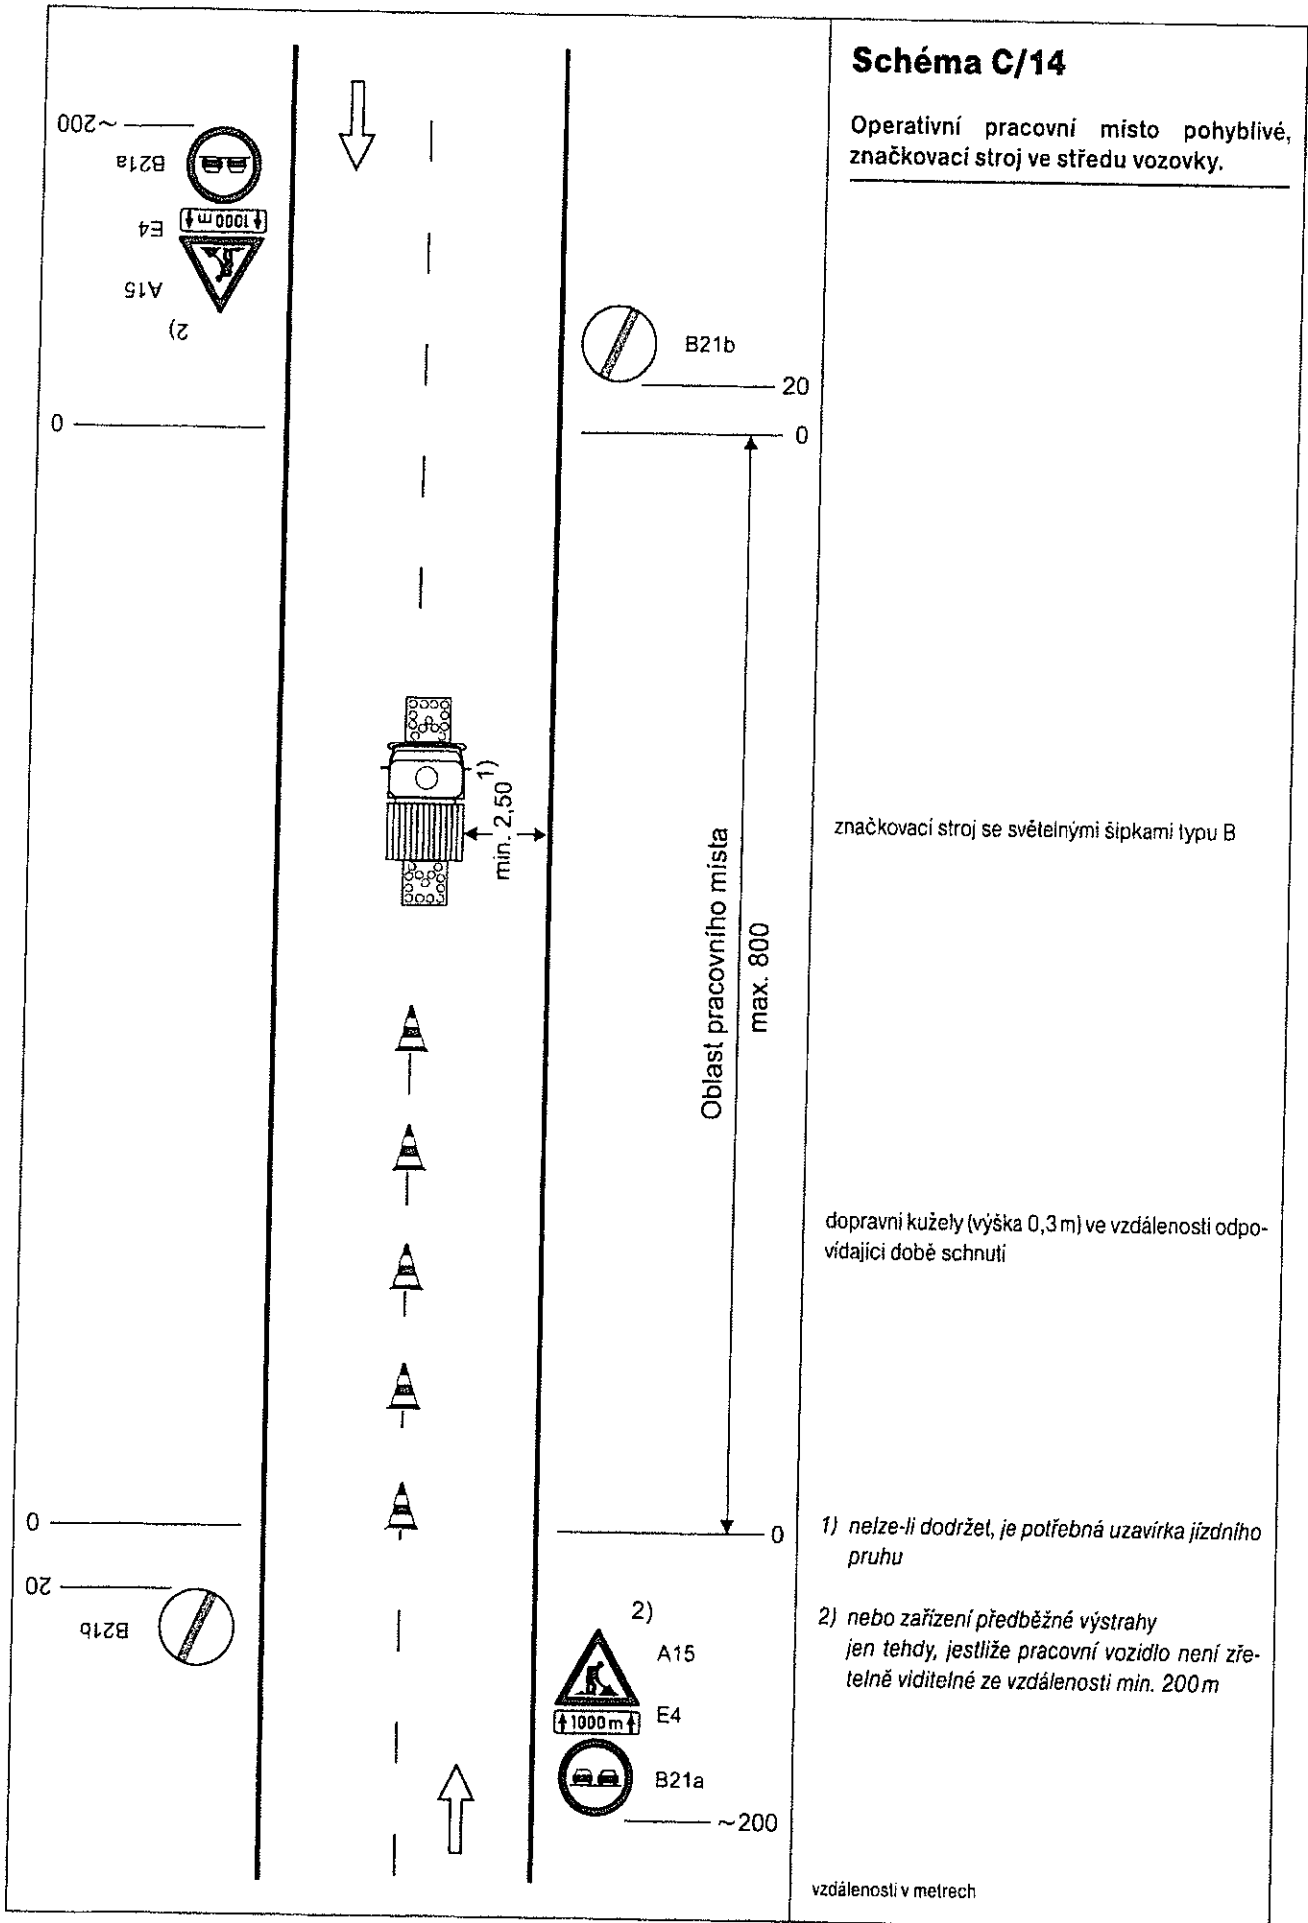 Schéma C/14
Operativní pracovní místo pohyblivé,
značkovací stroj ve středu vozovky.
~200
B21a
1000 m
E4
A15
2)
0
B21b
20
0
min. 2,50 1)
Oblast pracovního místa
max. 800
značkovací stroj se světelnými šipkami typu B
dopravní kužely (výška 0,3 m) ve vzdálenosti odpo-
vídající době schnutí
0
20
B21b
0
2)
A15
1000 m
E4
B21a
~200
1) nelze-li dodržet, je potřebná uzavírka jízdního
pruhu
2) nebo zařízení předběžné výstrahy
jen tehdy, jestliže pracovní vozidlo není zře-
telně viditelné ze vzdálenosti min. 200 m
vzdálenosti v metrech